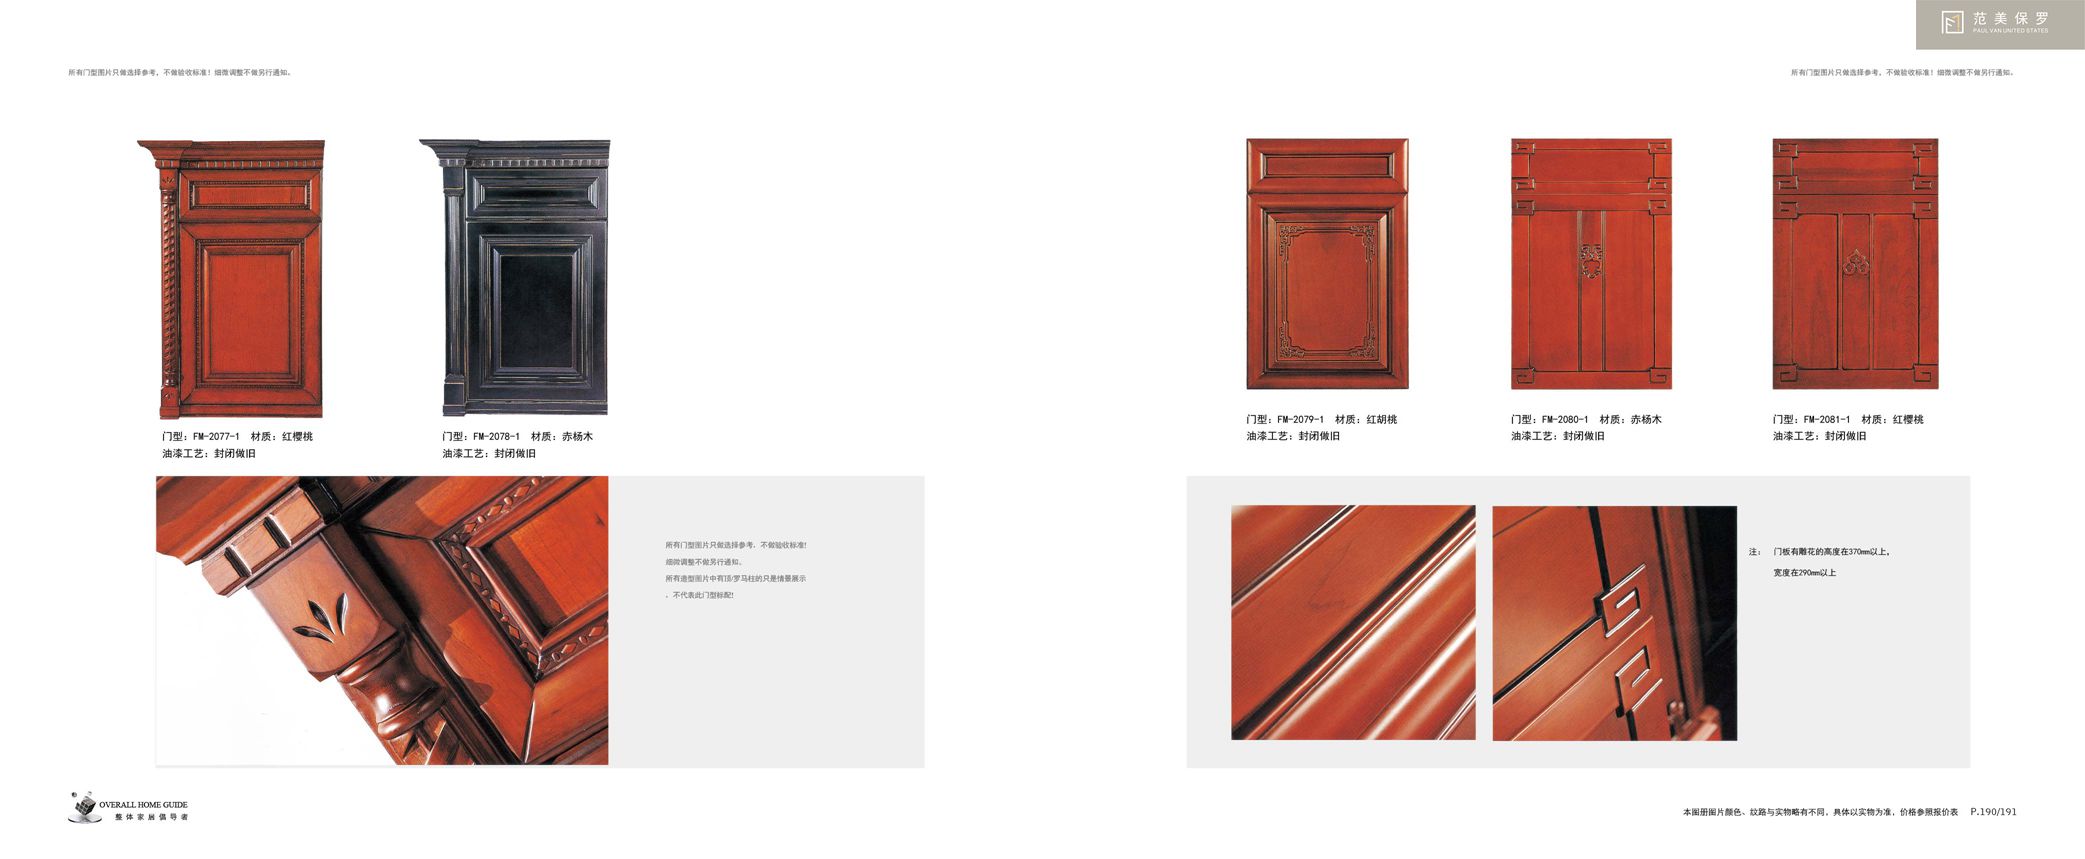 范美保罗
PAUL VAN UNITED STATES
所有门型图片只做选择参考，不做验收标准！细微调整不做另行通知。
所有门型图片只做选择参考，不做验收标准！细微调整不做另行通知。
门型：FM-2077-1 材质：红樱桃
油漆工艺：封闭做旧
门型：FM-2078-1 材质：赤杨木
油漆工艺：封闭做旧
门型：FM-2079-1 材质：红胡桃
油漆工艺：封闭做旧
门型：FM-2080-1 材质：赤杨木
油漆工艺：封闭做旧
门型：FM-2081-1 材质：红樱桃
油漆工艺：封闭做旧
所有门型图片只做选择参考，不做验收标准！
细微调整不做另行通知。
所有造型图片中有顶/罗马柱的只是情景展示
，不代表此门型标配！
注： 门板有雕花的高度在370mm以上，
宽度在290mm以上
OVERALL HOME GUIDE
整体家居倡导者
本图册图片颜色、纹路与实物略有不同，具体以实物为准，价格参照报价表 P.190/191